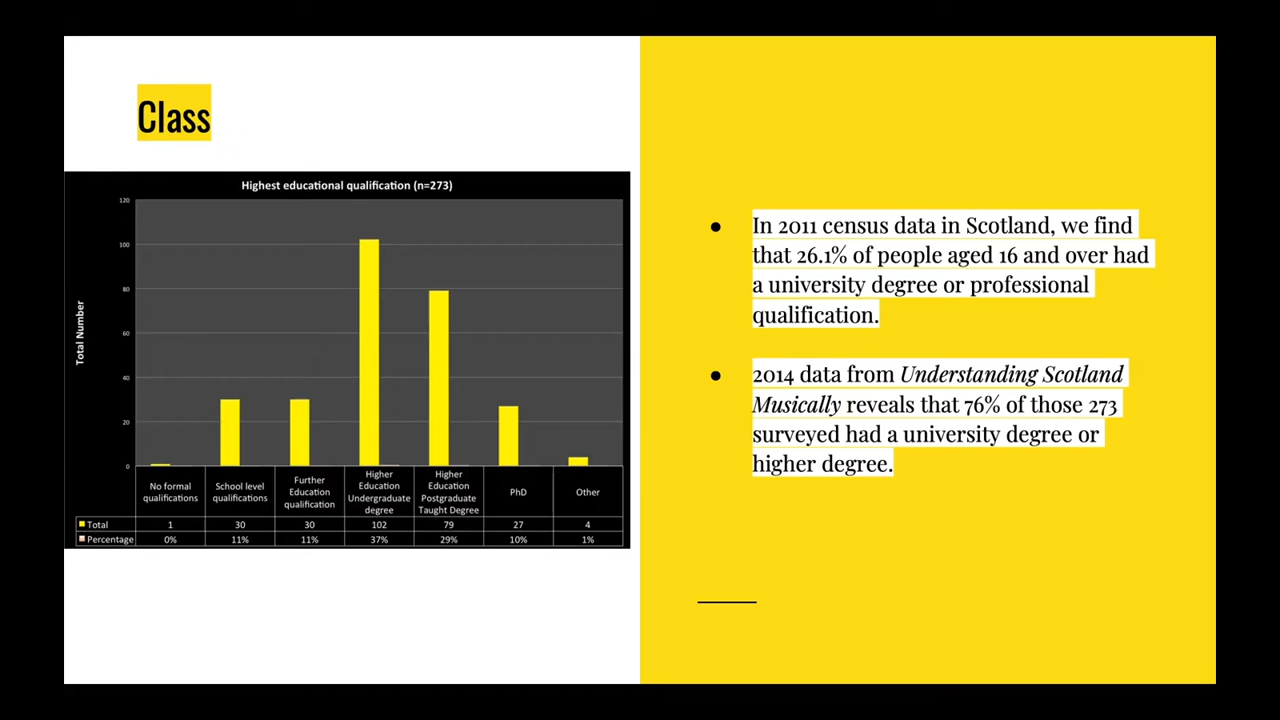 Class
Highest educational qualification (n=273)
Total Number
120
100
80
60
40
20
0
No formal qualifications
School level qualifications
Further Education qualification
Higher Education Undergraduate degree
Higher Education Postgraduate Taught Degree
PhD
Other
Total 1 30 30 102 79 27 4
Percentage 0% 11% 11% 37% 29% 10% 1%
● In 2011 census data in Scotland, we find
that 26.1% of people aged 16 and over had
a university degree or professional
qualification.
● 2014 data from Understanding Scotland
Musically reveals that 76% of those 273
surveyed had a university degree or
higher degree.